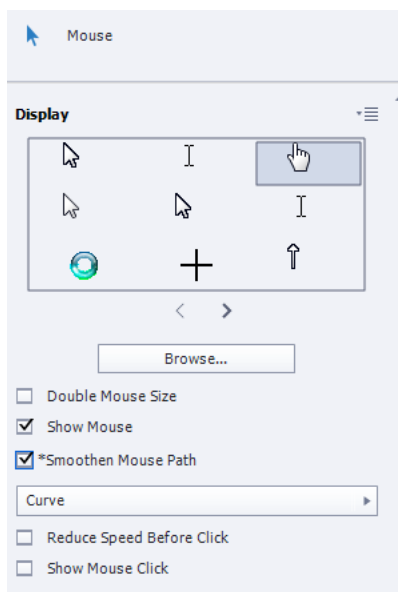 Mouse
Display
Browse...
Double Mouse Size
Show Mouse
*Smoothen Mouse Path
Curve
Reduce Speed Before Click
Show Mouse Click